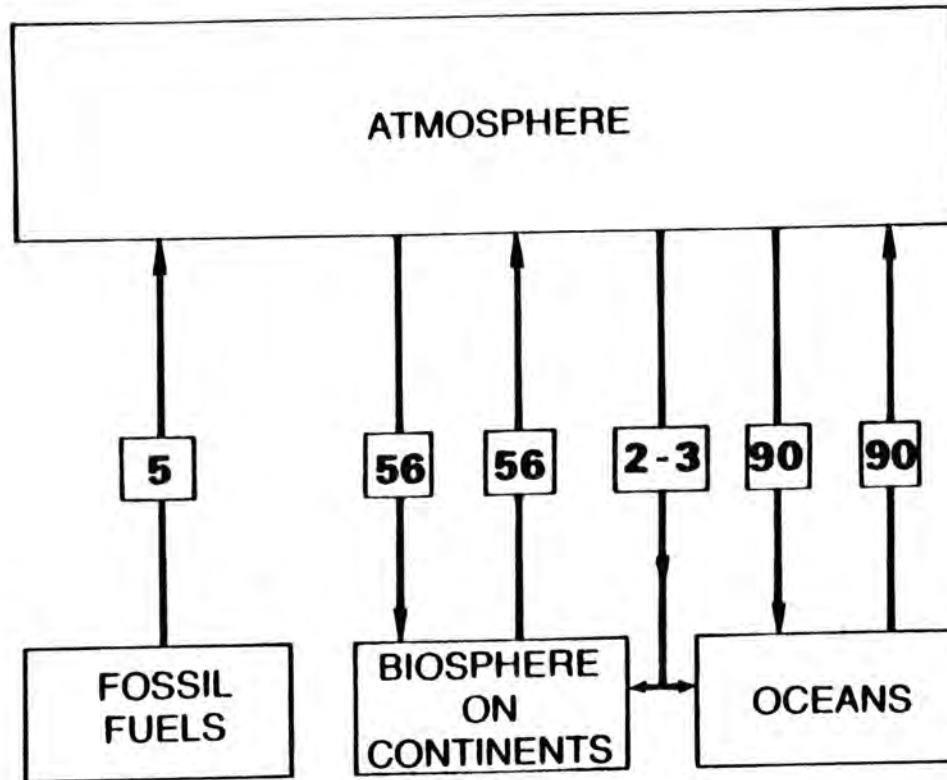 ATMOSPHERE
5
56
56
2-3
90
90
FOSSIL
FUELS
BIOSPHERE
ON
CONTINENTS
OCEANS